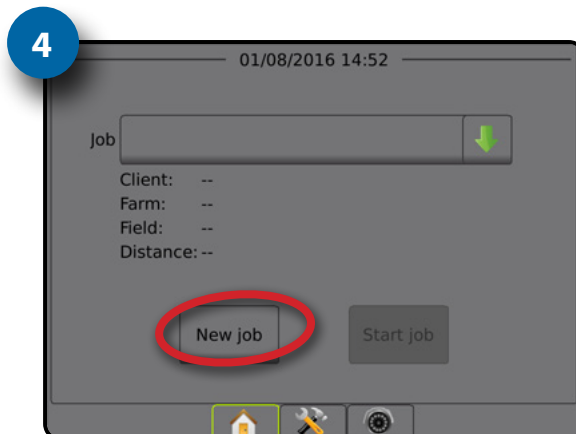 4
01/08/2016 14:52
Job
Client: --
Farm: --
Field: --
Distance: --
New job
Start job